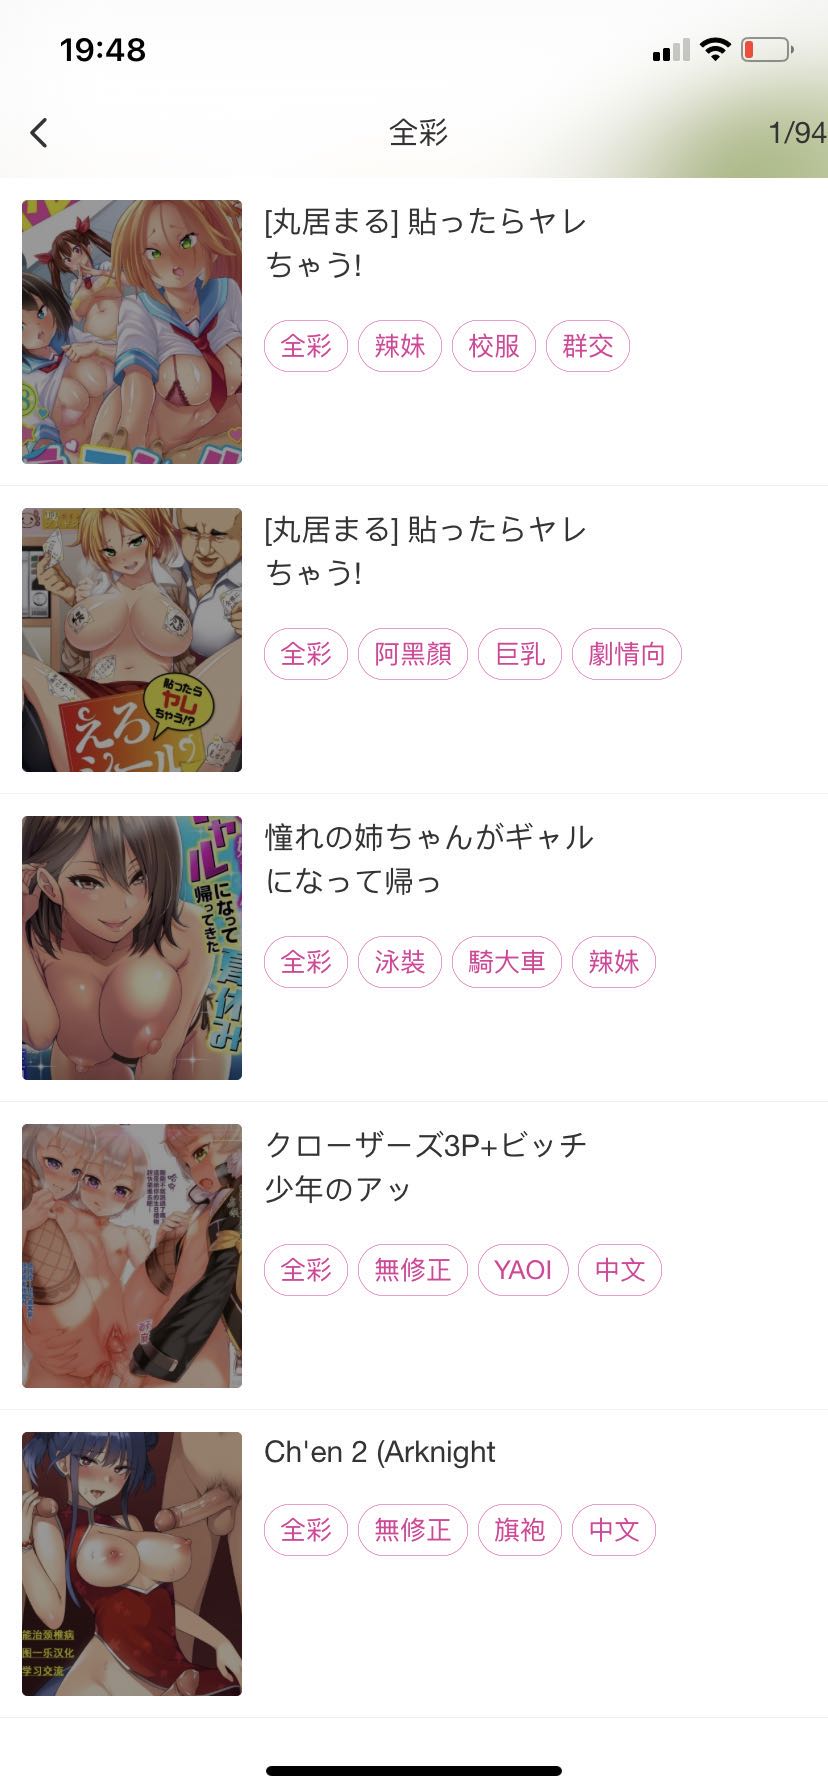 19:48
全彩
1/94
[丸居まる] 貼ったらヤレ
ちゃう!
全彩
辣妹
校服
群交
[丸居まる] 貼ったらヤレ
ちゃう!
貼ったら
ヤレ
ちゃう!?
えろ
シール
全彩
阿黑顏
巨乳
劇情向
憧れの姉ちゃんがギャル
になって帰っ
になって
帰ってきた
夏休み
全彩
泳裝
騎大車
辣妹
クローザーズ3P+ビッチ
少年のアッ
全彩
無修正
YAOI
中文
Ch'en 2 (Arknight
能治颈椎病
图一乐汉化
学习交流
全彩
無修正
旗袍
中文